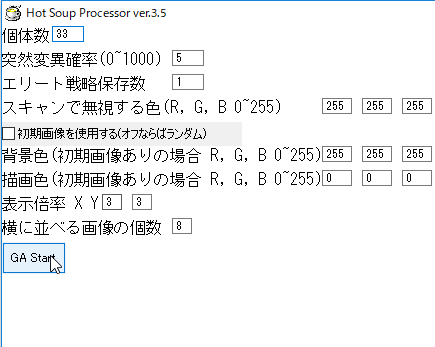 Hot Soup Processor ver.3.5
個体数 33
突然変異確率(0~1000) 5
エリート戦略保存数 1
スキャンで無視する色(R, G, B 0~255) 255 255 255
初期画像を使用する(オフならばランダム)
背景色(初期画像ありの場合 R, G, B 0~255) 255 255 255
描画色(初期画像ありの場合 R, G, B 0~255) 0 0 0
表示倍率 X Y 3 3
横に並べる画像の個数 8
GA Start